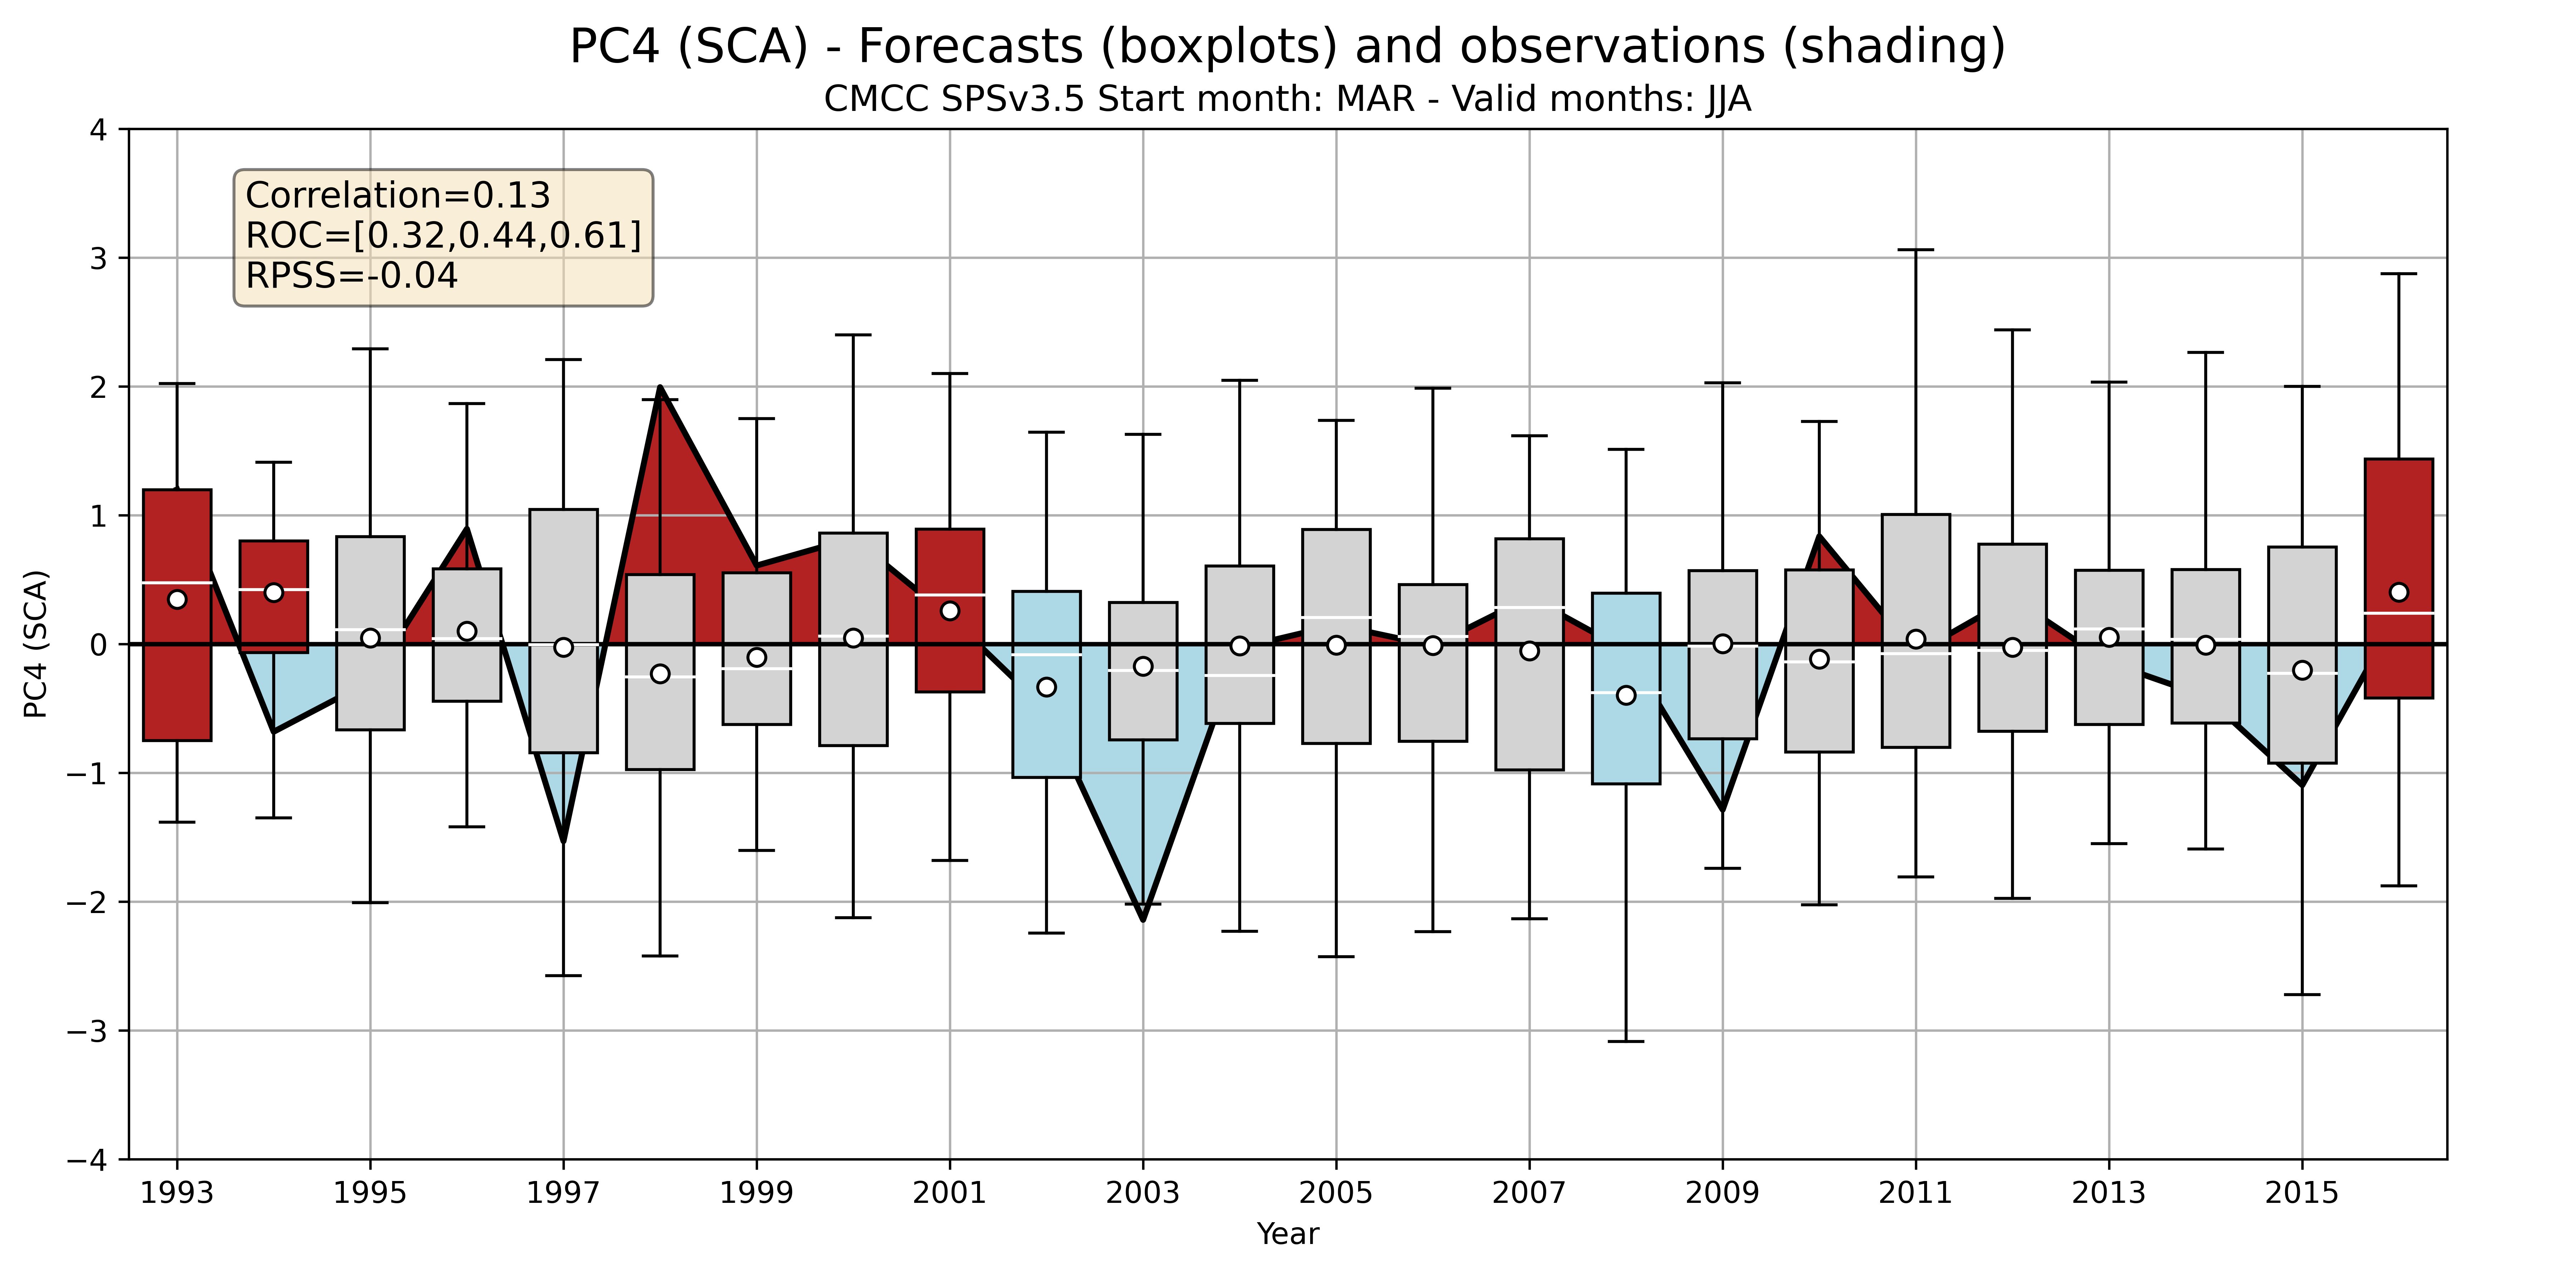 PC4 (SCA) - Forecasts (boxplots) and observations (shading)
CMCC SPSv3.5 Start month: MAR - Valid months: JJA
Correlation=0.13
ROC=[0.32,0.44,0.61]
RPSS=-0.04
PC4 (SCA)
4
3
2
1
0
−1
−2
−3
−4
1993 1995 1997 1999 2001 2003 2005 2007 2009 2011 2013 2015
Year